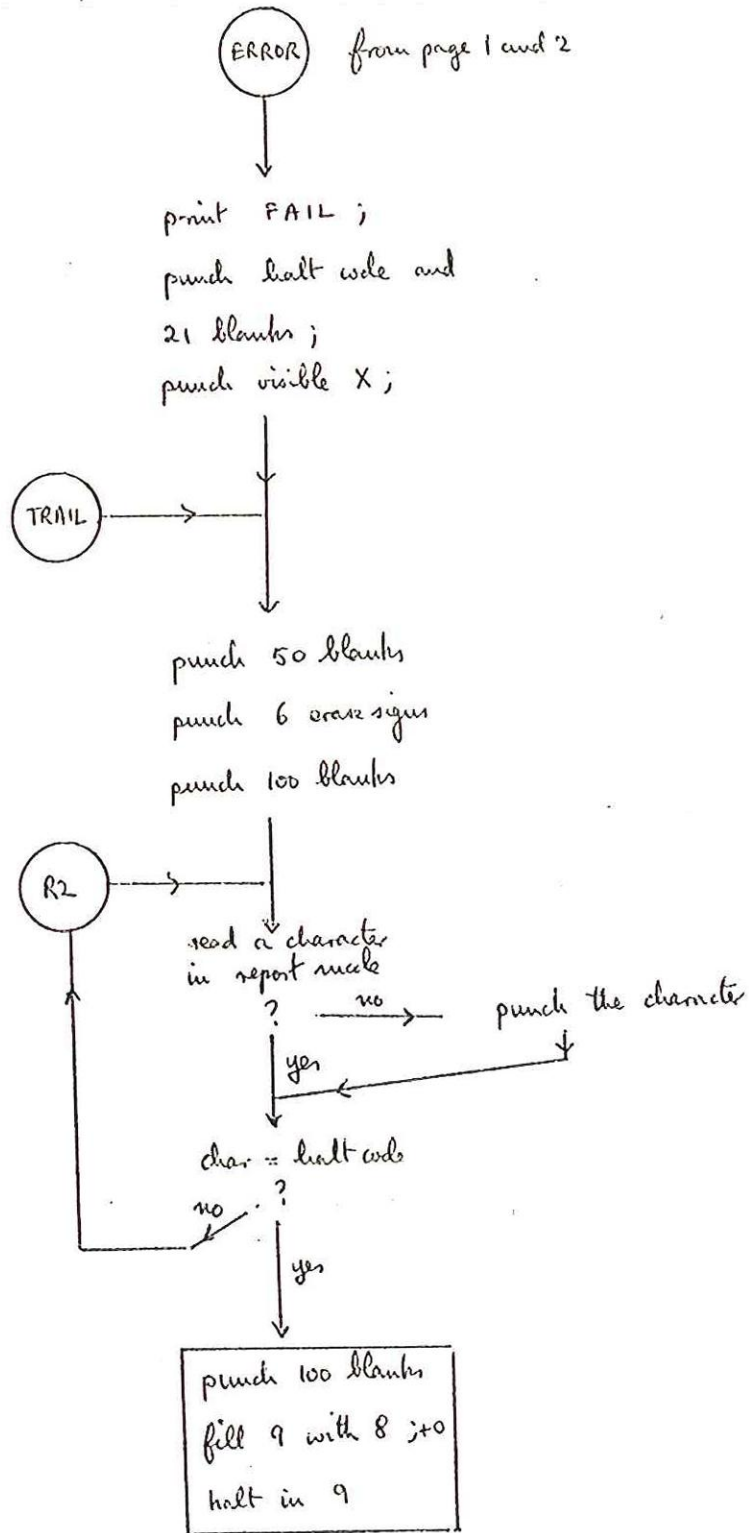 ERROR from page 1 and 2
print FAIL ;
punch halt code and
21 blanks ;
punch visible X ;
TRAIL
punch 50 blanks
punch 6 erase signs
punch 100 blanks
R2
read a character
in report mode
? no punch the character
yes
char = halt code
?
no
yes
punch 100 blanks
fill 9 with 8 ;+0
halt in 9